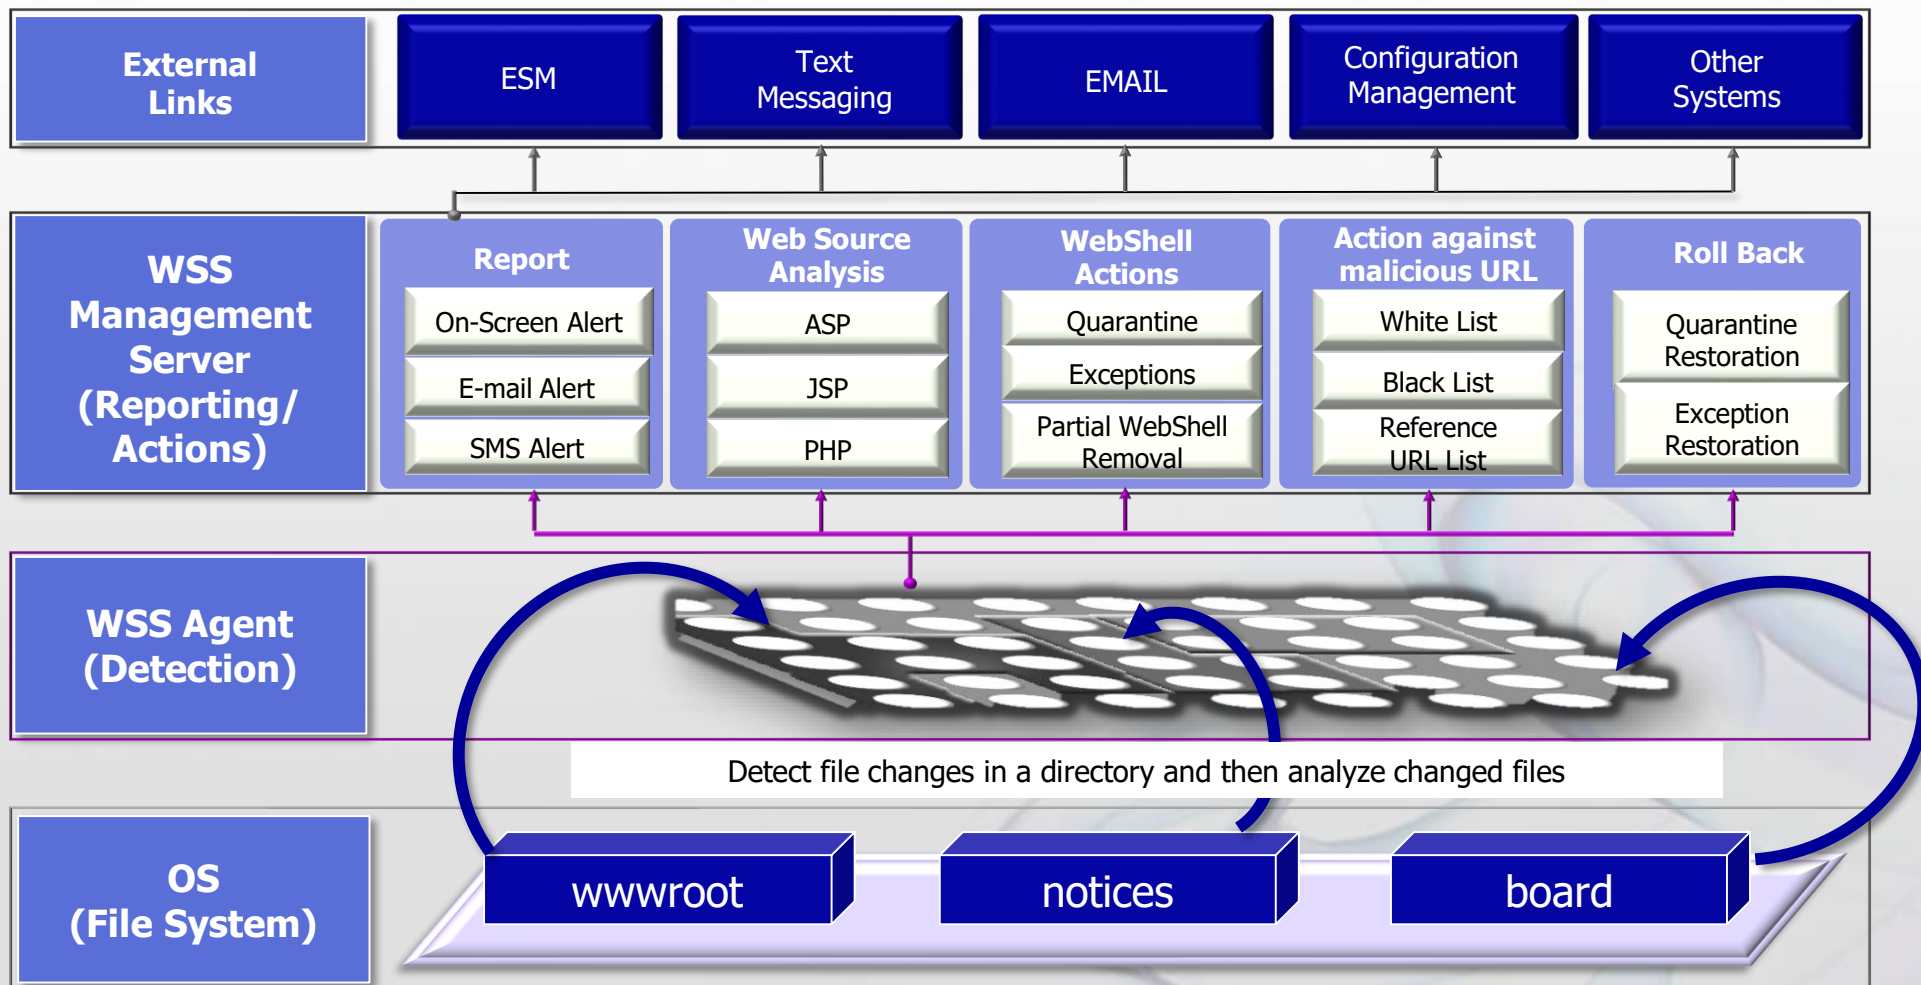 External
Links
ESM
Text
Messaging
EMAIL
Configuration
Management
Other
Systems
WSS
Management
Server
(Reporting/
Actions)
Report
On-Screen Alert
E-mail Alert
SMS Alert
Web Source
Analysis
ASP
JSP
PHP
WebShell
Actions
Quarantine
Exceptions
Partial WebShell
Removal
Action against
malicious URL
White List
Black List
Reference
URL List
Roll Back
Quarantine
Restoration
Exception
Restoration
WSS Agent
(Detection)
Detect file changes in a directory and then analyze changed files
OS
(File System)
wwwroot
notices
board